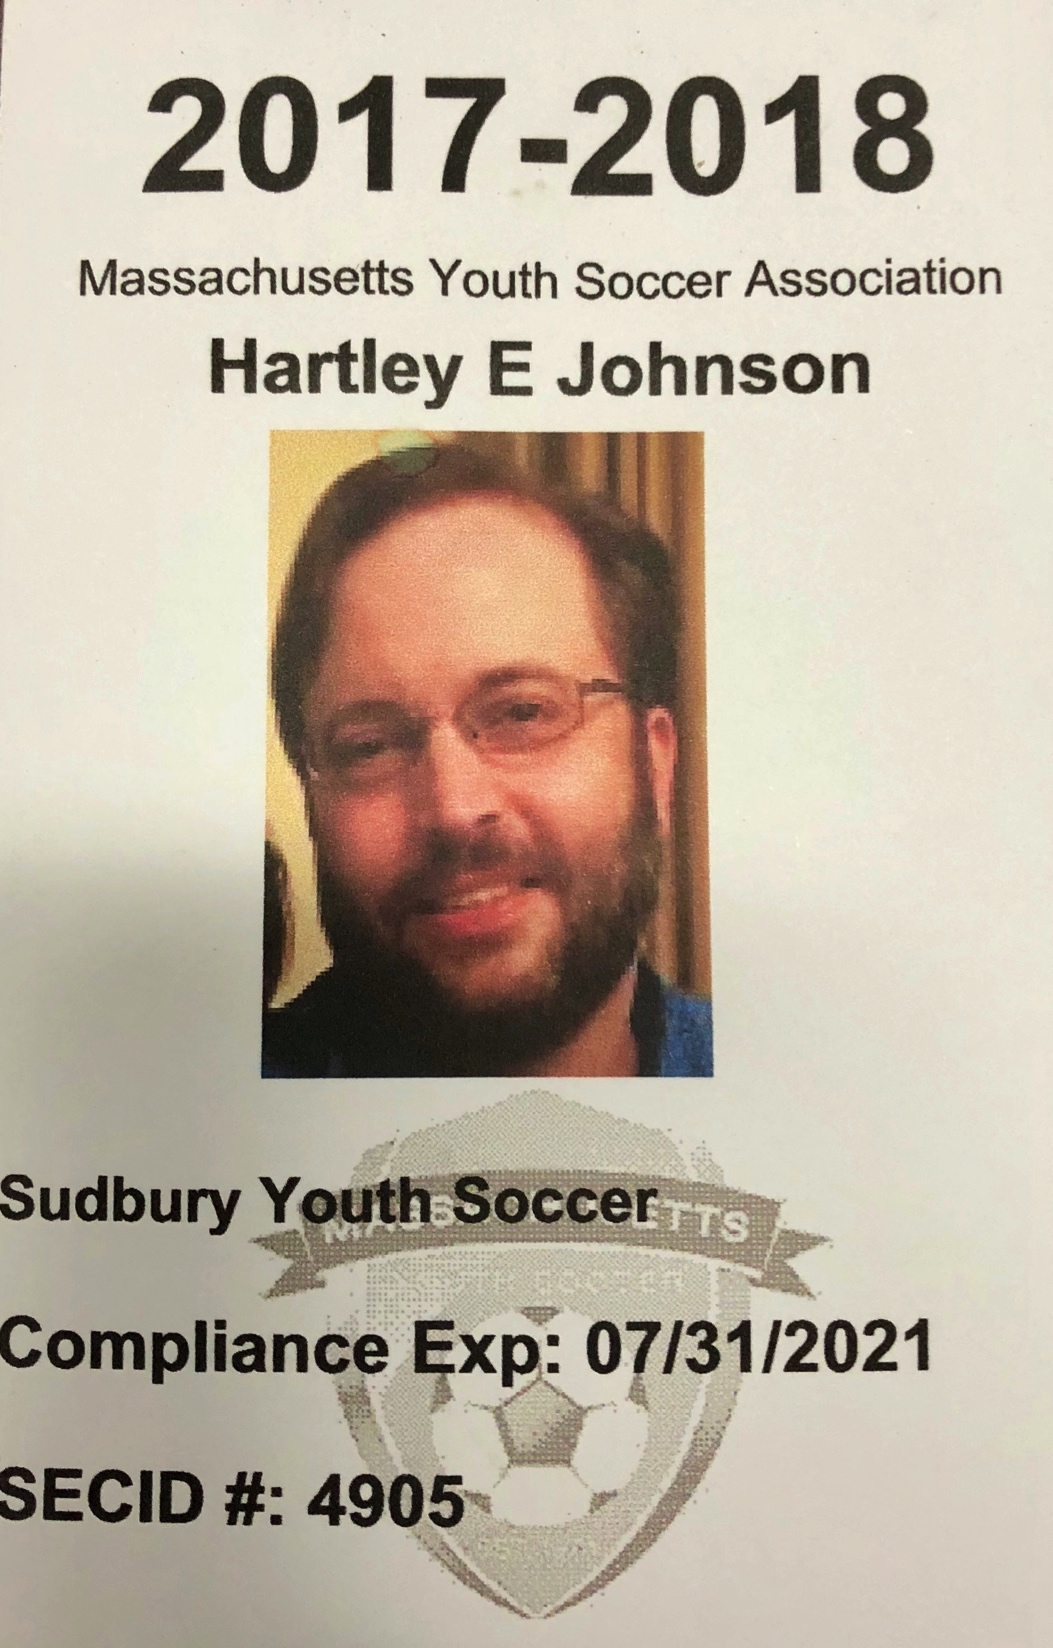 2017-2018
Massachusetts Youth Soccer Association
Hartley E Johnson
Sudbury Youth Soccer
Compliance Exp: 07/31/2021
SECID #: 4905